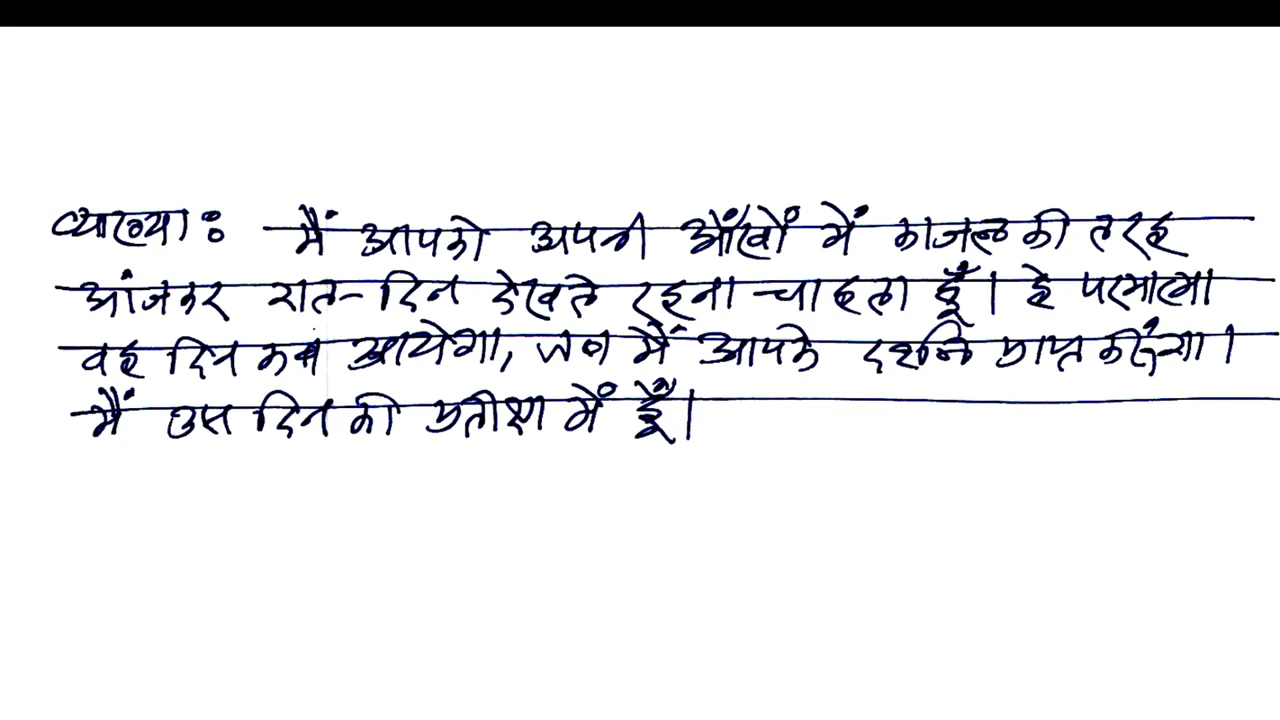 व्याख्या: मैं आपको अपनी आँखों में काजल की तरह
आंजकर रात-दिन देखते रहना चाहता हूँ। हे परमात्मा
वह दिन कब आयेगा, जब मैं आपके दर्शन प्राप्त करूंगा।
मैं उस दिन की प्रतीक्षा में हूँ।